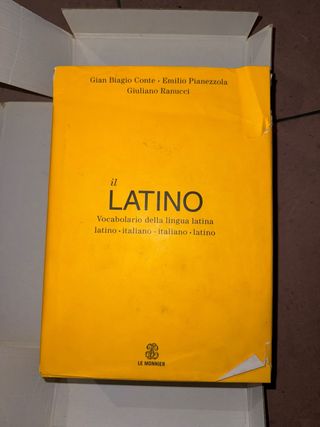 Gian Biagio Conte • Emilio Pianezzola
Giuliano Ranucci
il
LATINO
Vocabolario della lingua latina
latino • italiano - italiano • latino
LE MONNIER